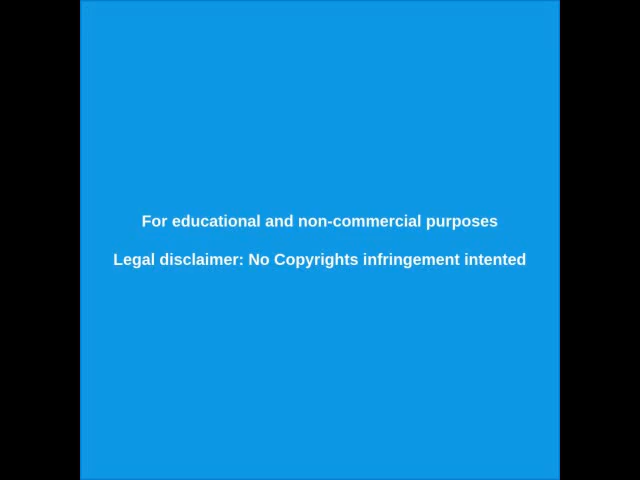 For educational and non-commercial purposes
Legal disclaimer: No Copyrights infringement intented